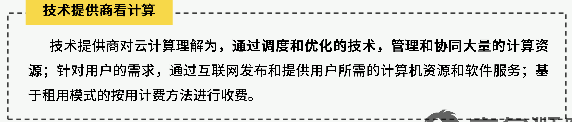 技术提供商看计算
技术提供商对云计算理解为，通过调度和优化的技术，管理和协同大量的计算资
源；针对用户的需求，通过互联网发布和提供用户所需的计算机资源和软件服务；基
于租用模式的按用计费方法进行收费。